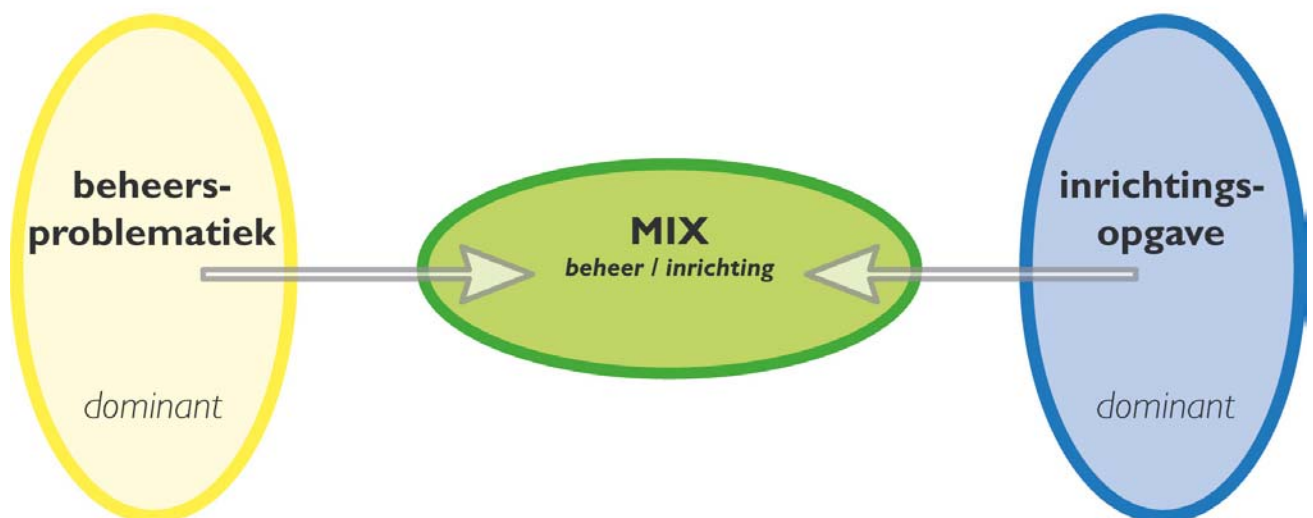 beheers-
problematiek
dominant
MIX
beheer / inrichting
inrichtings-
opgave
dominant